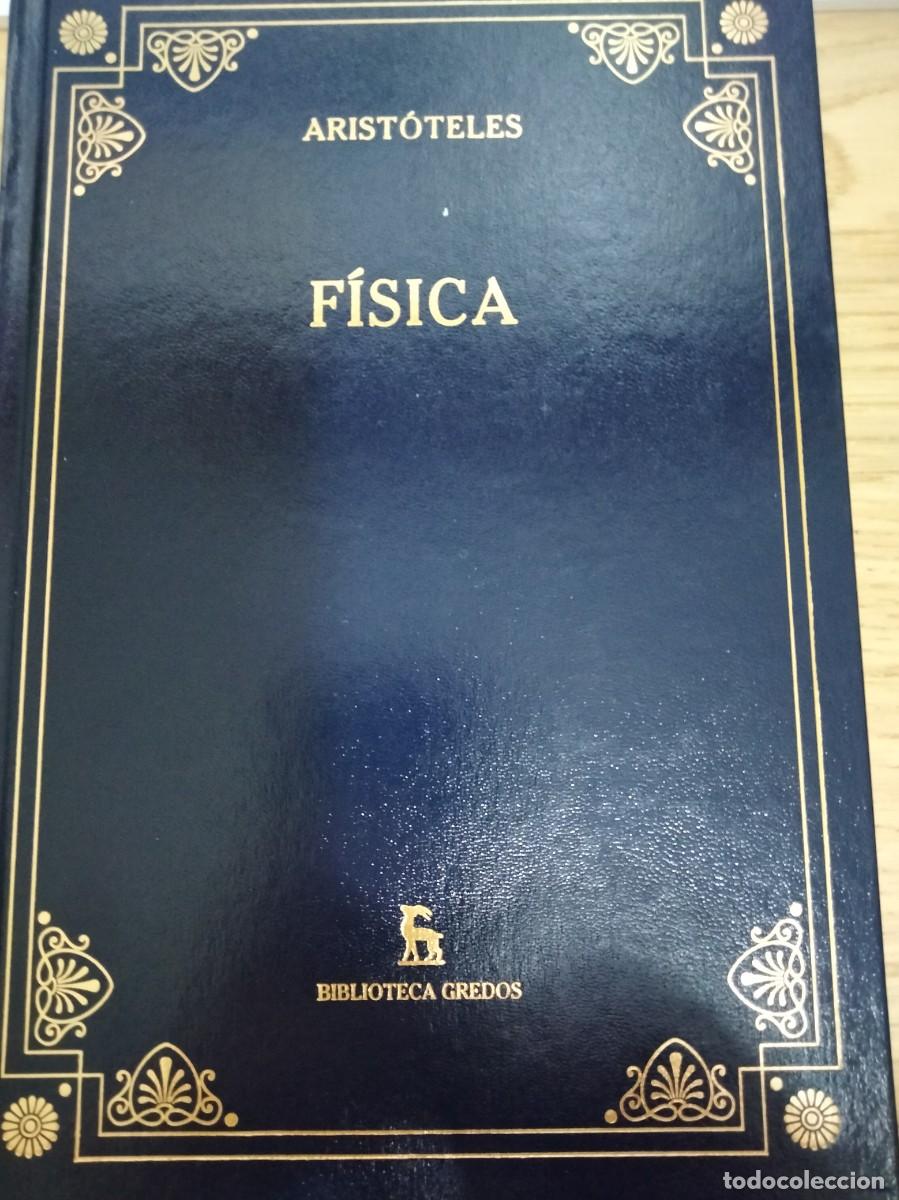 ARISTÓTELES
FÍSICA
BIBLIOTECA GREDOS
todocoleccion